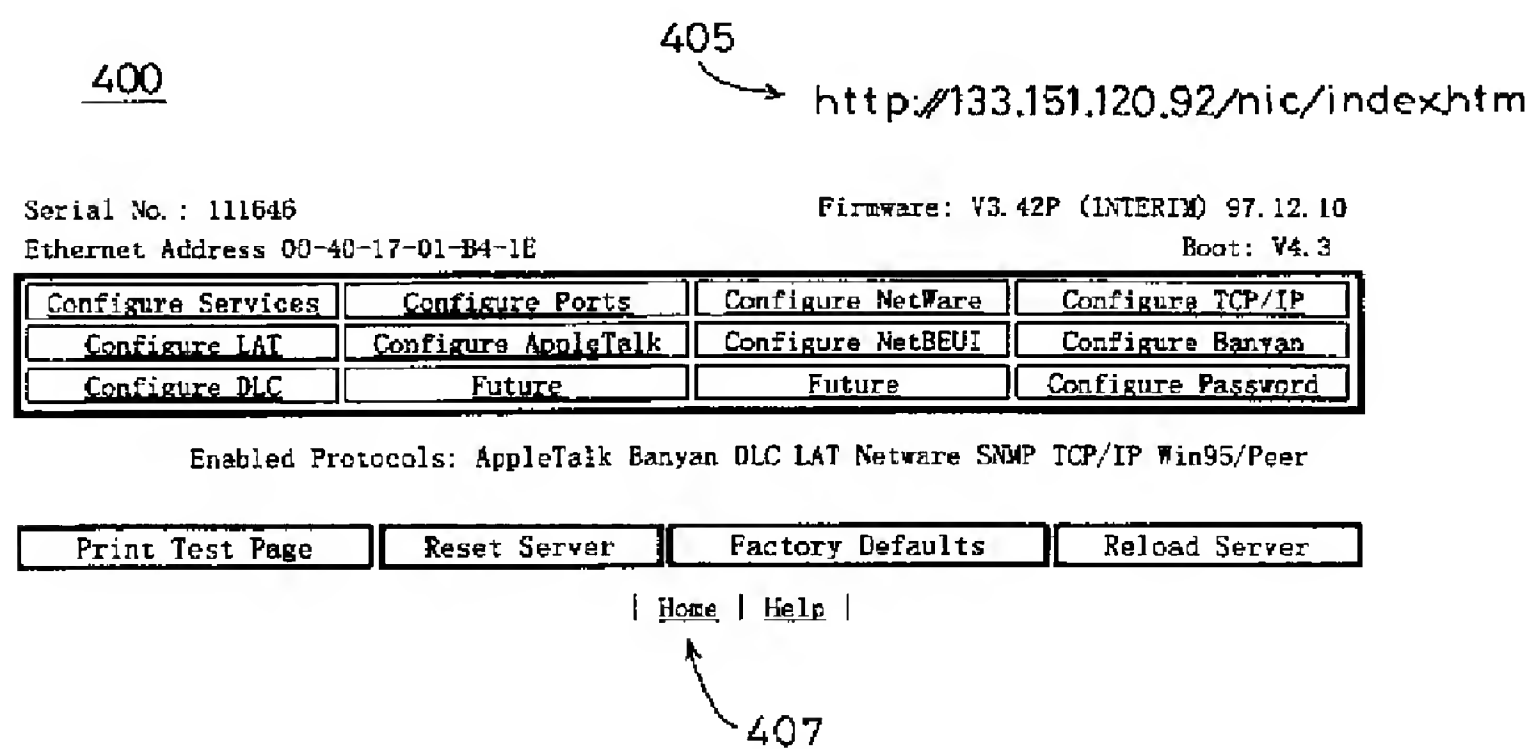 405
400
http://133.151.120.92/nic/index.htm
Serial No.: 111646
Firmware: V3.42P (INTERIM) 97.12.10
Ethernet Address 00-40-17-01-B4-1E
Boot: V4.3
Configure Services Configure Ports Configure NetWare Configure TCP/IP
Configure LAT Configure AppleTalk Configure NetBEUI Configure Banyan
Configure DLC Future Future Configure Password
Enabled Protocols: AppleTalk Banyan DLC LAT Netware SNMP TCP/IP Win95/Peer
Print Test Page Reset Server Factory Defaults Reload Server
| Home | Help |
407